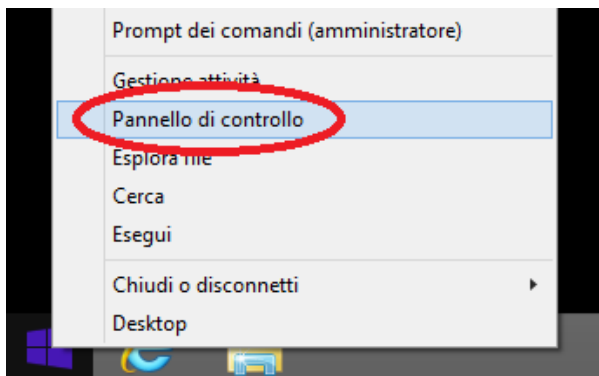 Prompt dei comandi (amministratore)
Gestione attività
Pannello di controllo
Esplora file
Cerca
Esegui
Chiudi o disconnetti
Desktop